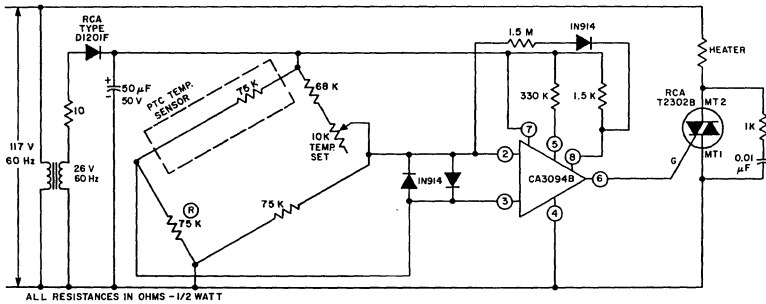 RCA
TYPE
D1201F
1N914
1.5 M
HEATER
+
50 μF
50 V
-
PTC TEMP.
SENSOR
75 K
68 K
330 K
1.5 K
RCA
T2302B
MT2
10
10K
TEMP.
SET
1K
117 V
60 Hz
7
5
8
2
G
MT1
0.01
μF
26 V
60 Hz
1N914
CA3094B
6
R
75 K
75 K
3
4
ALL RESISTANCES IN OHMS – 1/2 WATT